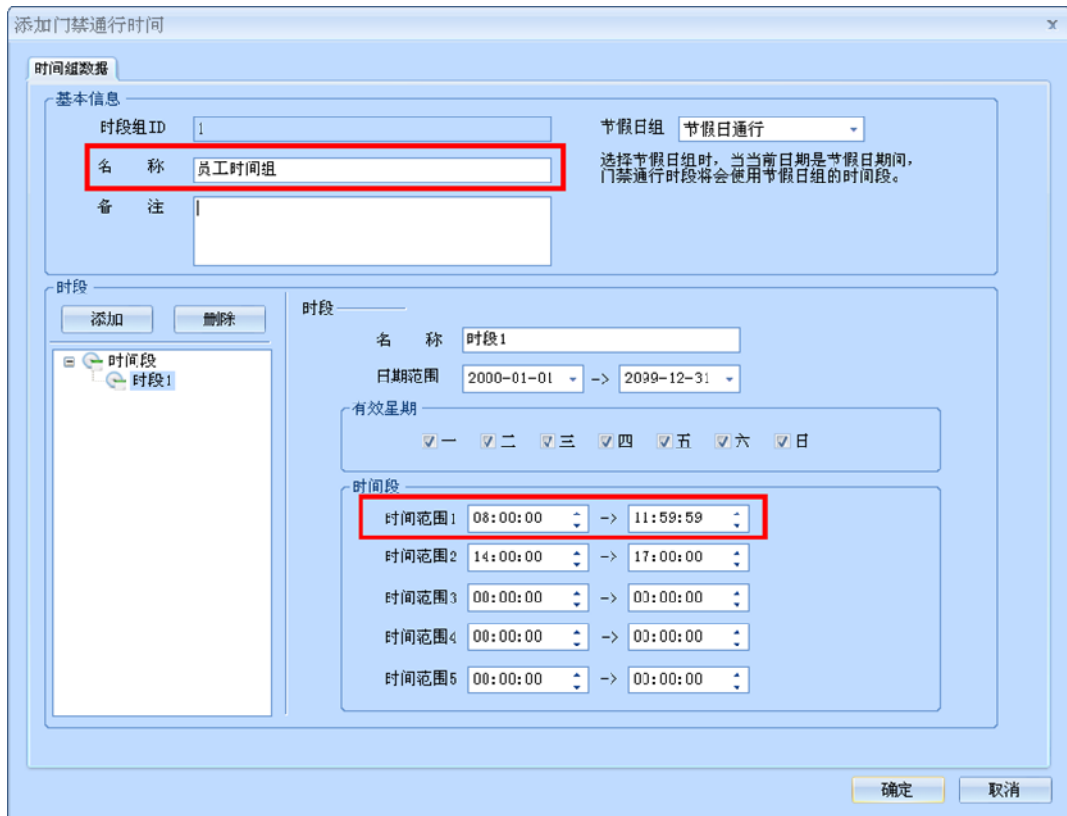 添加门禁通行时间
时间组数据
基本信息
时段组ID 1 节假日组 节假日通行
名 称 员工时间组
选择节假日组时，当当前日期是节假日期间，
门禁通行时段将会使用节假日组的时间段。
备 注
时段
添加 删除
时间段
时段1
时段
名 称 时段1
日期范围 2000-01-01 -> 2099-12-31
有效星期
一 二 三 四 五 六 日
时间段
时间范围1 08:00:00 -> 11:59:59
时间范围2 14:00:00 -> 17:00:00
时间范围3 00:00:00 -> 00:00:00
时间范围4 00:00:00 -> 00:00:00
时间范围5 00:00:00 -> 00:00:00
确定 取消